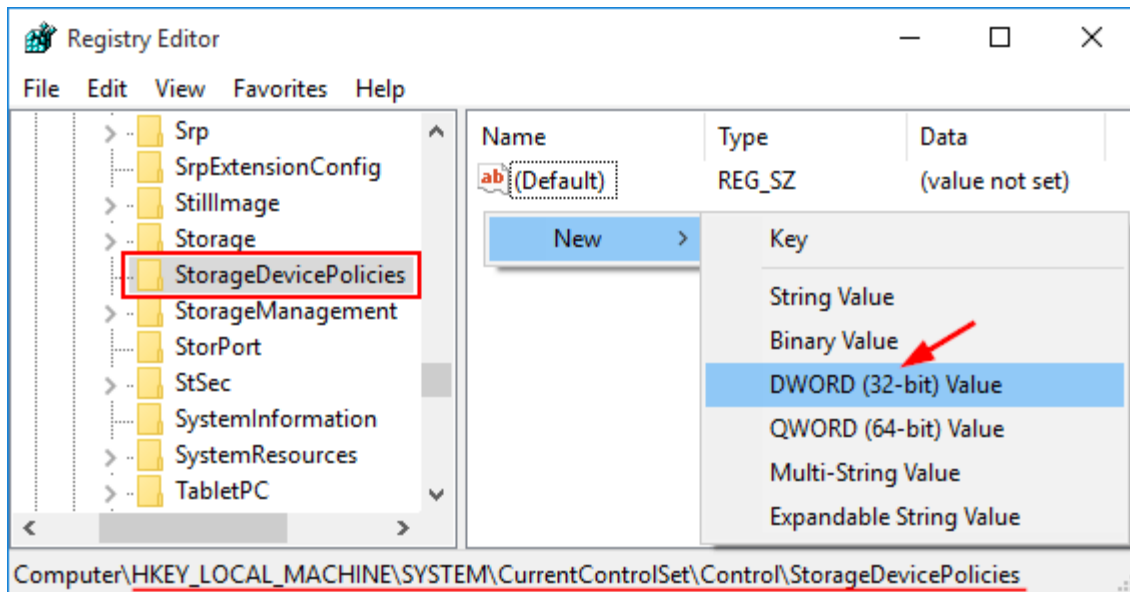 Registry Editor
File Edit View Favorites Help
Srp
SrpExtensionConfig
StillImage
Storage
StorageDevicePolicies
StorageManagement
StorPort
StSec
SystemInformation
SystemResources
TabletPC
Name Type Data
ab (Default) REG_SZ (value not set)
New
Key
String Value
Binary Value
DWORD (32-bit) Value
QWORD (64-bit) Value
Multi-String Value
Expandable String Value
Computer\HKEY_LOCAL_MACHINE\SYSTEM\CurrentControlSet\Control\StorageDevicePolicies